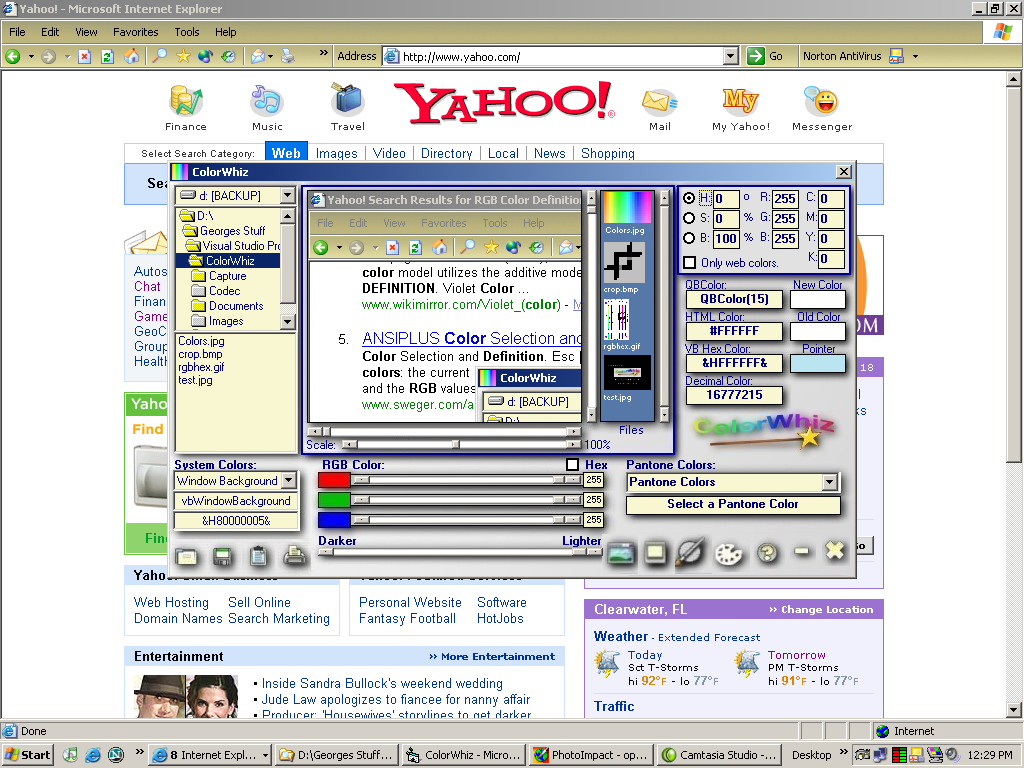 Yahoo! - Microsoft Internet Explorer
File Edit View Favorites Tools Help
» Address http://www.yahoo.com/ Go Norton AntiVirus
Finance Music Travel YAHOO!® My Mail My Yahoo! Messenger
Select Search Category: Web Images Video Directory Local News Shopping
Sea
ColorWhiz
d: [BACKUP]
D:\
Georges Stuff
Visual Studio Pro
ColorWhiz
Capture
Codec
Documents
Images
Colors.jpg
crop.bmp
rgbhex.gif
test.jpg
Yahoo! Search Results for RGB Color Definitio
File Edit View Favorites Tools Help
color model utilizes the additive mode
DEFINITION. Violet Color ...
www.wikimirror.com/Violet_(color) - M
5. ANSIPLUS Color Selection and
Color Selection and Definition. Esc [
colors: the current
and the RGB values
www.sweger.com/a
ColorWhiz
d: [BACKUP]
D:\
Scale: 100%
Colors.jpg
crop.bmp
rgbhex.gif
test.jpg
Files
H: 0 o R: 255 C: 0
S: 0 % G: 255 M: 0
B: 100 % B: 255 Y: 0
K: 0
Only web colors.
QBColor: New Color
QBColor(15)
HTML Color: Old Color
#FFFFFF
VB Hex Color: Pointer
&HFFFFFF&
Decimal Color:
16777215
ColorWhiz
System Colors:
Window Background
vbWindowBackground
&H80000005&
RGB Color: Hex
255
255
255
Darker Lighter
Pantone Colors:
Pantone Colors
Select a Pantone Color
Autos
Chat
Finan
Game
GeoC
Group
Health
Yaho
Find
Fin
OM
18
ks
Web Hosting Sell Online
Domain Names Search Marketing
Personal Website Software
Fantasy Football HotJobs
Entertainment » More Entertainment
• Inside Sandra Bullock's weekend wedding
• Jude Law apologizes to fiancee for nanny affair
• Producer: 'Housewives' storylines to get darker
Clearwater, FL » Change Location
Weather - Extended Forecast
Today Tomorrow
Sct T-Storms PM T-Storms
hi 92°F - lo 77°F hi 91°F - lo 77°F
Traffic
Done Internet
Start » 8 Internet Expl... D:\Georges Stuff... ColorWhiz - Micro... PhotoImpact - op... Camtasia Studio - ... Desktop » 12:29 PM